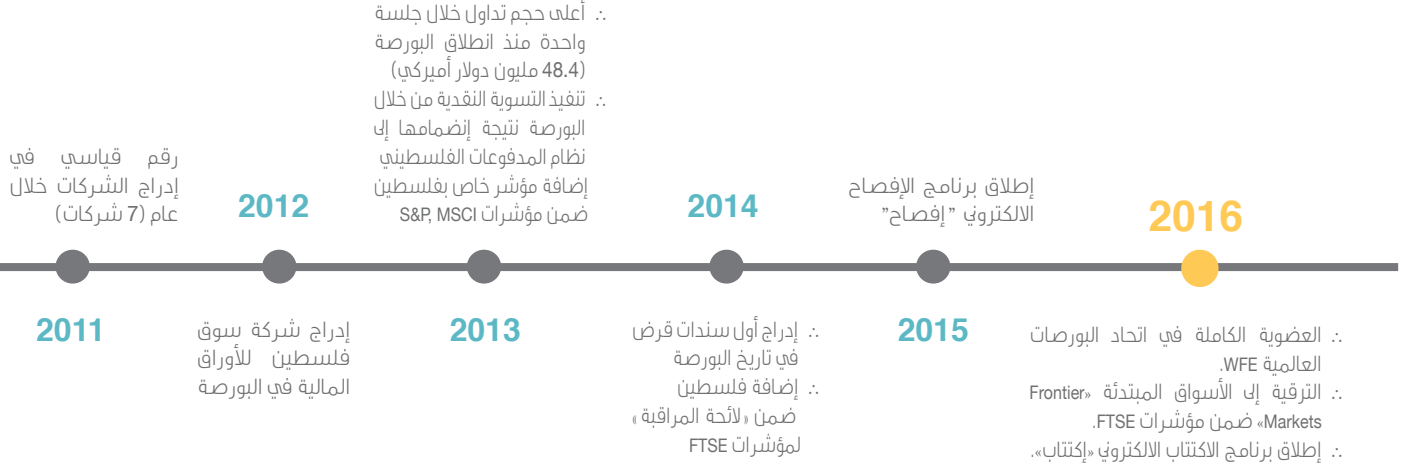 2011
رقم قياسي في
إدراج الشركات خلال
عام (7 شركات)
2012
إدراج شركة سوق
فلسطين للأوراق
المالية في البورصة
2013
∴ أعلى حجم تداول خلال جلسة
واحدة منذ انطلاق البورصة
(48.4 مليون دولار أميركي)
∴ تنفيذ التسوية النقدية من خلال
البورصة نتيجة إنضمامها إلى
نظام المدفوعات الفلسطيني
إضافة مؤشر خاص بفلسطين
ضمن مؤشرات S&P, MSCI
2014
∴ إدراج أول سندات قرض
في تاريخ البورصة
∴ إضافة فلسطين
ضمن «لائحة المراقبة»
لمؤشرات FTSE
2015
إطلاق برنامج الإفصاح
الالكتروني "إفصاح"
2016
∴ العضوية الكاملة في اتحاد البورصات
العالمية WFE.
∴ الترقية إلى الأسواق المبتدئة «Frontier
Markets» ضمن مؤشرات FTSE.
∴ إطلاق برنامج الاكتتاب الالكتروني «إكتتاب».